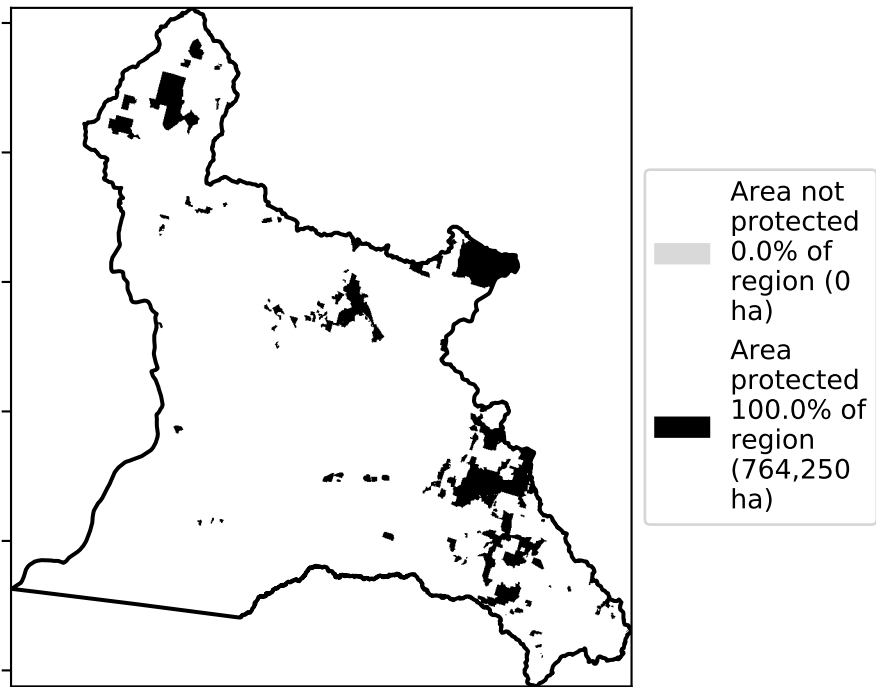 Area not
protected
0.0% of
region (0
ha)
Area
protected
100.0% of
region
(764,250
ha)